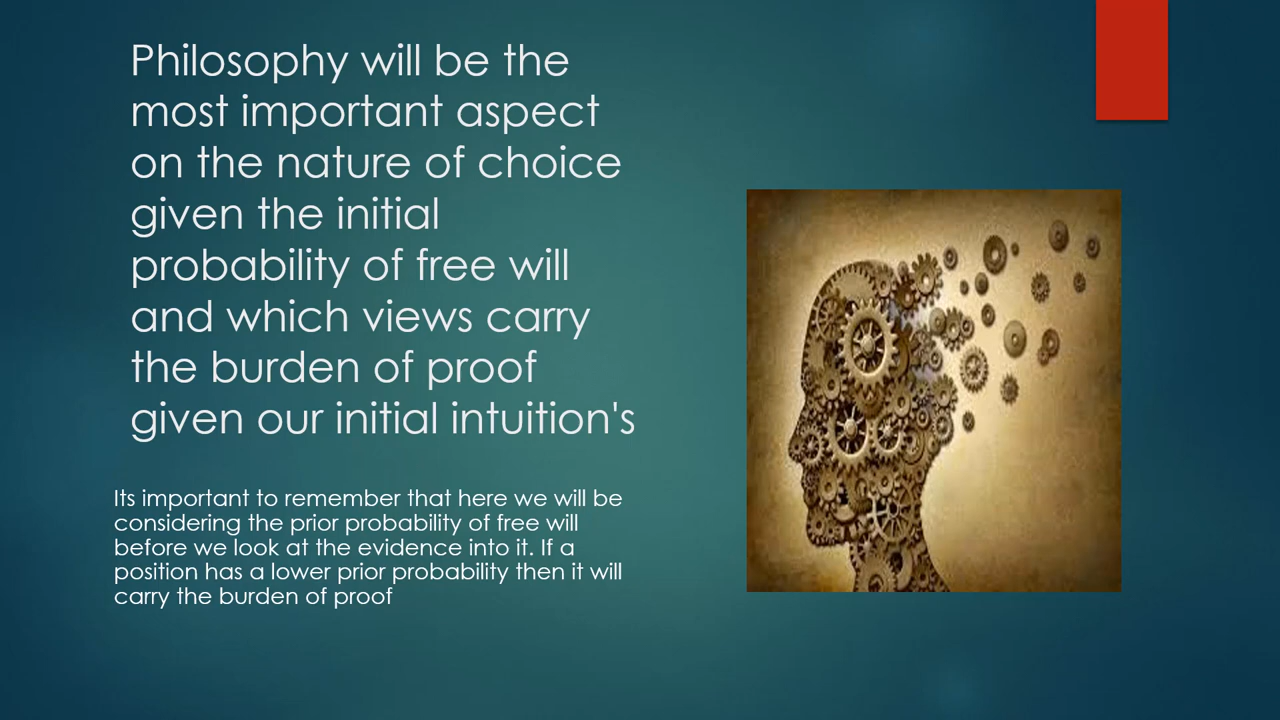 Philosophy will be the
most important aspect
on the nature of choice
given the initial
probability of free will
and which views carry
the burden of proof
given our initial intuition's
Its important to remember that here we will be
considering the prior probability of free will
before we look at the evidence into it. If a
position has a lower prior probability then it will
carry the burden of proof